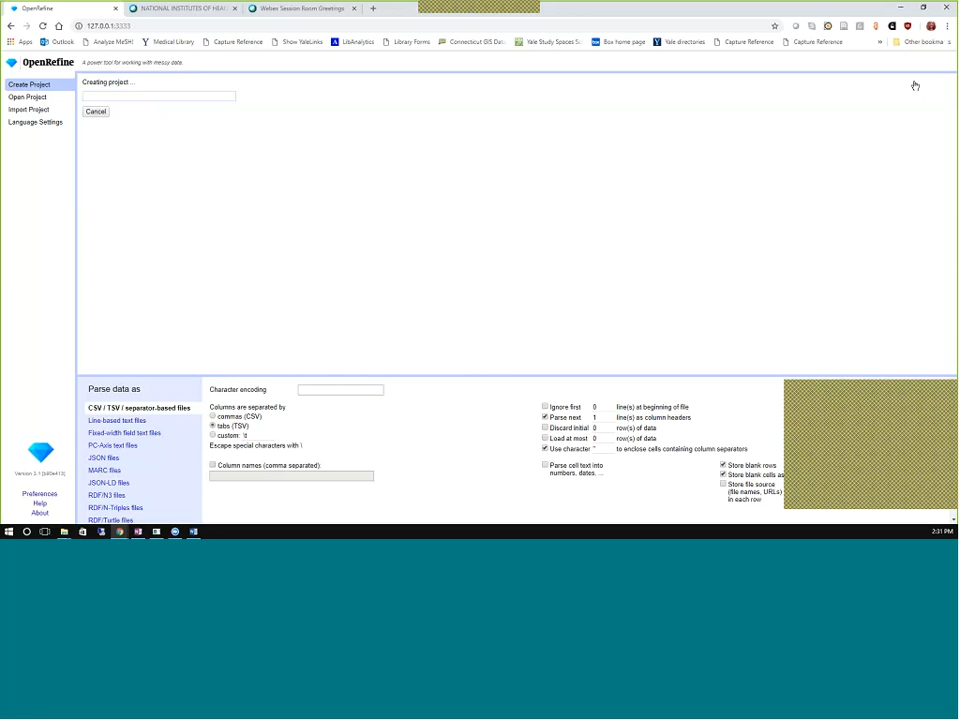 OpenRefine
NATIONAL INSTITUTES OF HEA
Webex Session Room Greetings
127.0.0.1:3333
Apps
Outlook
Analyze MeSH!
Medical Library
Capture Reference
Show YaleLinks
LibAnalytics
Library Forms
Connecticut GIS Dat
Yale Study Spaces S
Box home page
Yale directories
Capture Reference
Capture Reference
»
Other bookma
OpenRefine A power tool for working with messy data.
Create Project
Open Project
Import Project
Language Settings
Creating project ...
Cancel
Parse data as
CSV / TSV / separator-based files
Line-based text files
Fixed-width field text files
PC-Axis text files
JSON files
MARC files
JSON-LD files
RDF/N3 files
RDF/N-Triples files
RDF/Turtle files
Character encoding
Columns are separated by
commas (CSV)
tabs (TSV)
custom: \t
Escape special characters with \
Column names (comma separated):
Ignore first 0 line(s) at beginning of file
Parse next 1 line(s) as column headers
Discard initial 0 row(s) of data
Load at most 0 row(s) of data
Use character " to enclose cells containing column separators
Parse cell text into
numbers, dates, ...
Store blank rows
Store blank cells as
Store file source
(file names, URLs)
in each row
Preferences
Help
About
2:31 PM